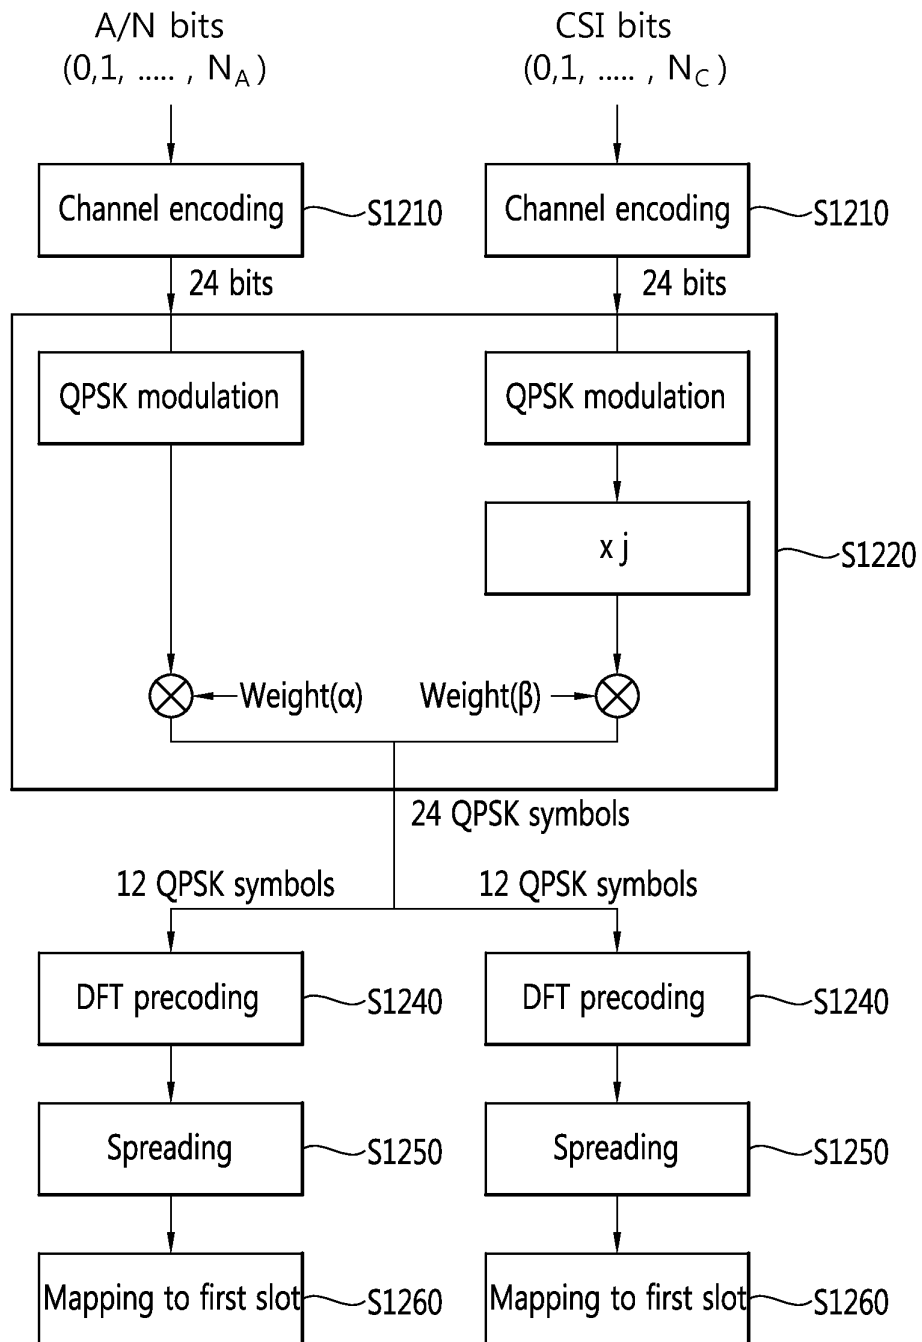 A/N bits
(0,1, ..... , N_A )
CSI bits
(0,1, ..... , N_C )
Channel encoding
S1210
Channel encoding
S1210
24 bits
24 bits
QPSK modulation
QPSK modulation
x j
S1220
Weight(α)
Weight(β)
24 QPSK symbols
12 QPSK symbols
12 QPSK symbols
DFT precoding
S1240
DFT precoding
S1240
Spreading
S1250
Spreading
S1250
Mapping to first slot
S1260
Mapping to first slot
S1260